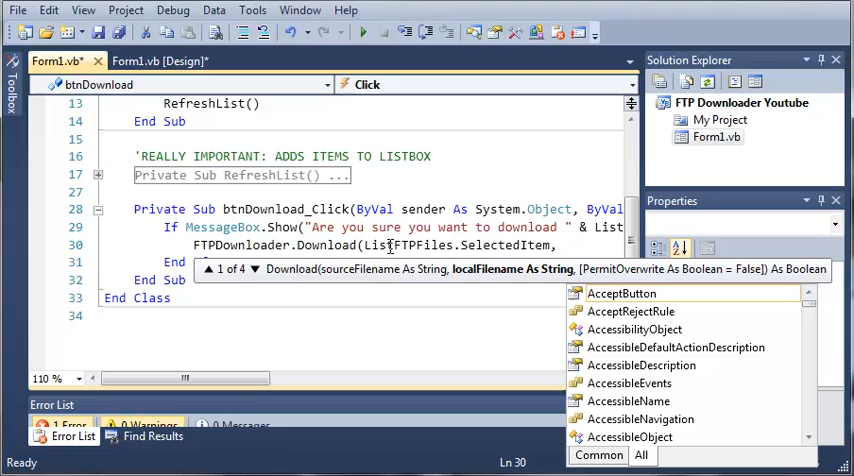 File Edit View Project Debug Data Tools Window Help
Form1.vb* Form1.vb [Design]*
Toolbox
btnDownload Click
13 RefreshList()
14 End Sub
15
16 'REALLY IMPORTANT: ADDS ITEMS TO LISTBOX
17 Private Sub RefreshList() ...
27
28 Private Sub btnDownload_Click(ByVal sender As System.Object, ByVal
29 If MessageBox.Show("Are you sure you want to download " & List
30 FTPDownloader.Download(ListFTPFiles.SelectedItem,
1 of 4 Download(sourceFilename As String, localFilename As String, [PermitOverwrite As Boolean = False]) As Boolean
31 End
32 End Sub
33 End Class
34
AcceptButton
AcceptRejectRule
AccessibilityObject
AccessibleDefaultActionDescription
AccessibleDescription
AccessibleEvents
AccessibleName
AccessibleNavigation
AccessibleObject
Common All
110 %
Error List
1 Error 0 Warnings 0 Messages
Error List Find Results
Ready Ln 30
Solution Explorer
FTP Downloader Youtube
My Project
Form1.vb
Properties